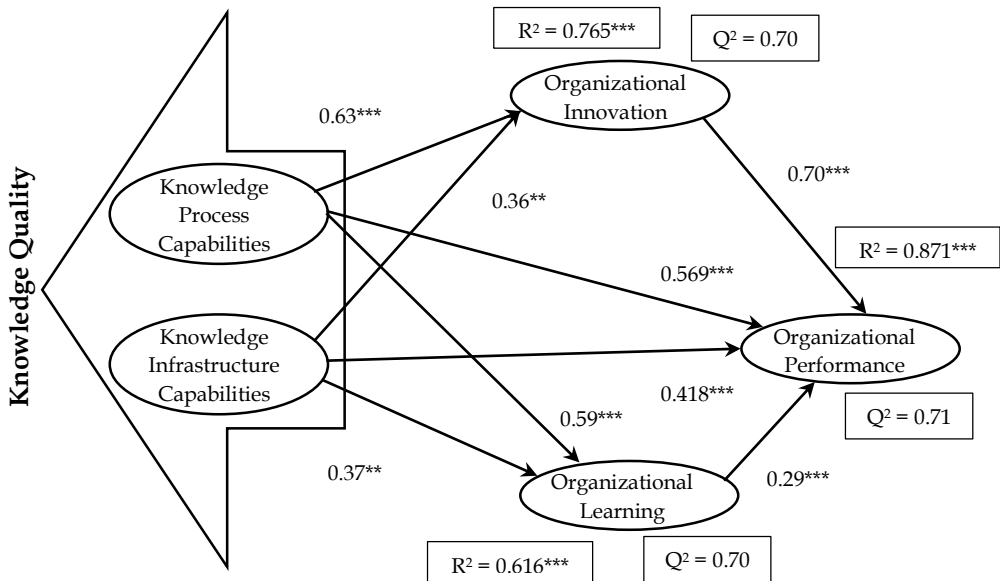 Knowledge Quality
R² = 0.765***
Q² = 0.70
Organizational
Innovation
0.63***
Knowledge
Process
Capabilities
0.36**
0.70***
R² = 0.871***
0.569***
Knowledge
Infrastructure
Capabilities
Organizational
Performance
0.418***
0.59***
Q² = 0.71
0.37**
Organizational
Learning
0.29***
R² = 0.616***
Q² = 0.70